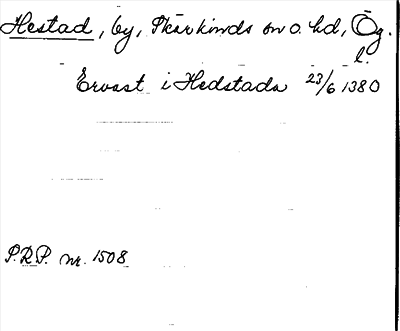 Hestad, by, Skärkinds sn o. hd, Ög.
l.
Ervast i Hedstada 23/6 1380
P.R.P. nr. 1508